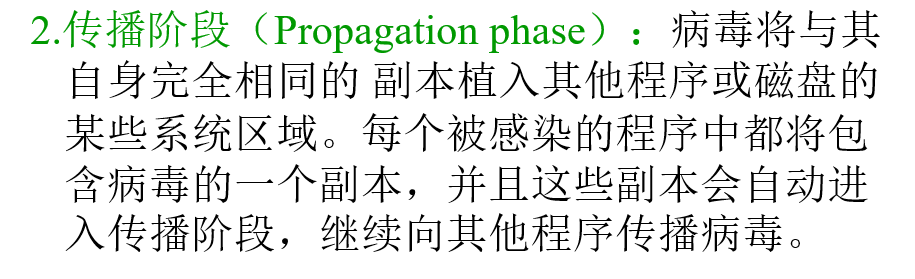 2.传播阶段（Propagation phase）：病毒将与其
自身完全相同的 副本植入其他程序或磁盘的
某些系统区域。每个被感染的程序中都将包
含病毒的一个副本，并且这些副本会自动进
入传播阶段，继续向其他程序传播病毒。